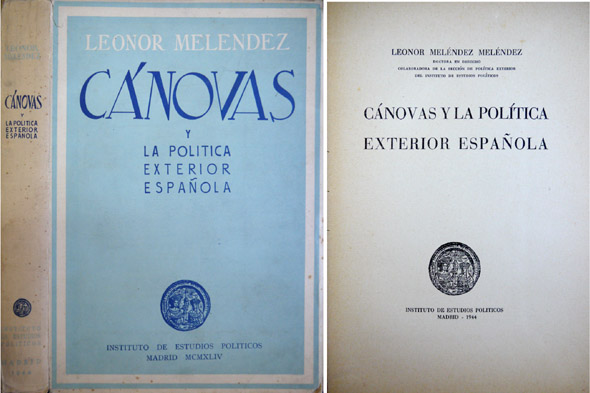 LEONOR
MELENDEZ
CÁNOVAS
Y
LA POLITICA
EXTERIOR
ESPAÑOLA
LEONOR MELENDEZ
CÁNOVAS
Y
LA POLITICA
EXTERIOR
ESPAÑOLA
INSTITUTO DE ESTUDIOS POLITICOS
MADRID MCMXLIV
LEONOR MELÉNDEZ MELÉNDEZ
DOCTORA EN DERECHO
COLABORADORA DE LA SECCIÓN DE POLÍTICA EXTERIOR
DEL INSTITUTO DE ESTUDIOS POLÍTICOS
CÁNOVAS Y LA POLÍTICA
EXTERIOR ESPAÑOLA
INSTITUTO DE ESTUDIOS POLITICOS
MADRID - 1944